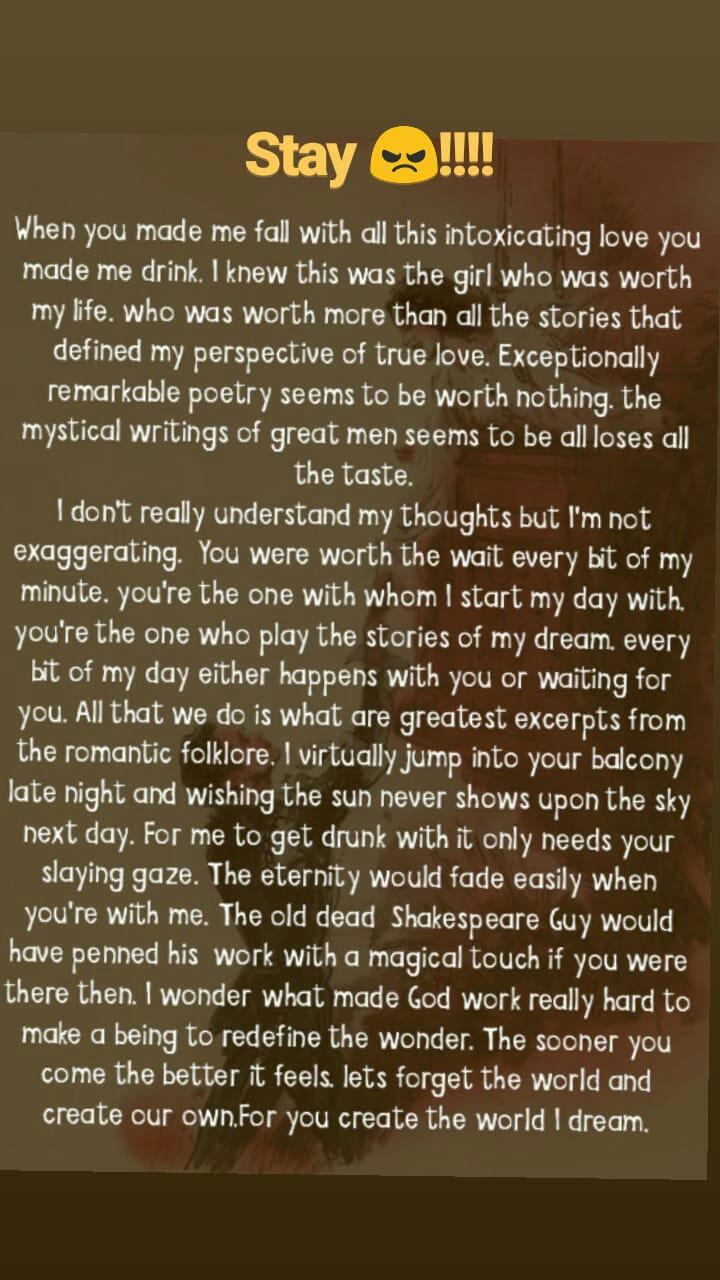 Stay 😠!!!!
When you made me fall with all this intoxicating love you
made me drink. I knew this was the girl who was worth
my life. who was worth more than all the stories that
defined my perspective of true love. Exceptionally
remarkable poetry seems to be worth nothing. the
mystical writings of great men seems to be all loses all
the taste.
I don't really understand my thoughts but I'm not
exaggerating. You were worth the wait every bit of my
minute. you're the one with whom I start my day with.
you're the one who play the stories of my dream. every
bit of my day either happens with you or waiting for
you. All that we do is what are greatest excerpts from
the romantic folklore. I virtually jump into your balcony
late night and wishing the sun never shows upon the sky
next day. For me to get drunk with it only needs your
slaying gaze. The eternity would fade easily when
you're with me. The old dead Shakespeare Guy would
have penned his work with a magical touch if you were
there then. I wonder what made God work really hard to
make a being to redefine the wonder. The sooner you
come the better it feels. lets forget the world and
create our own.For you create the world I dream.